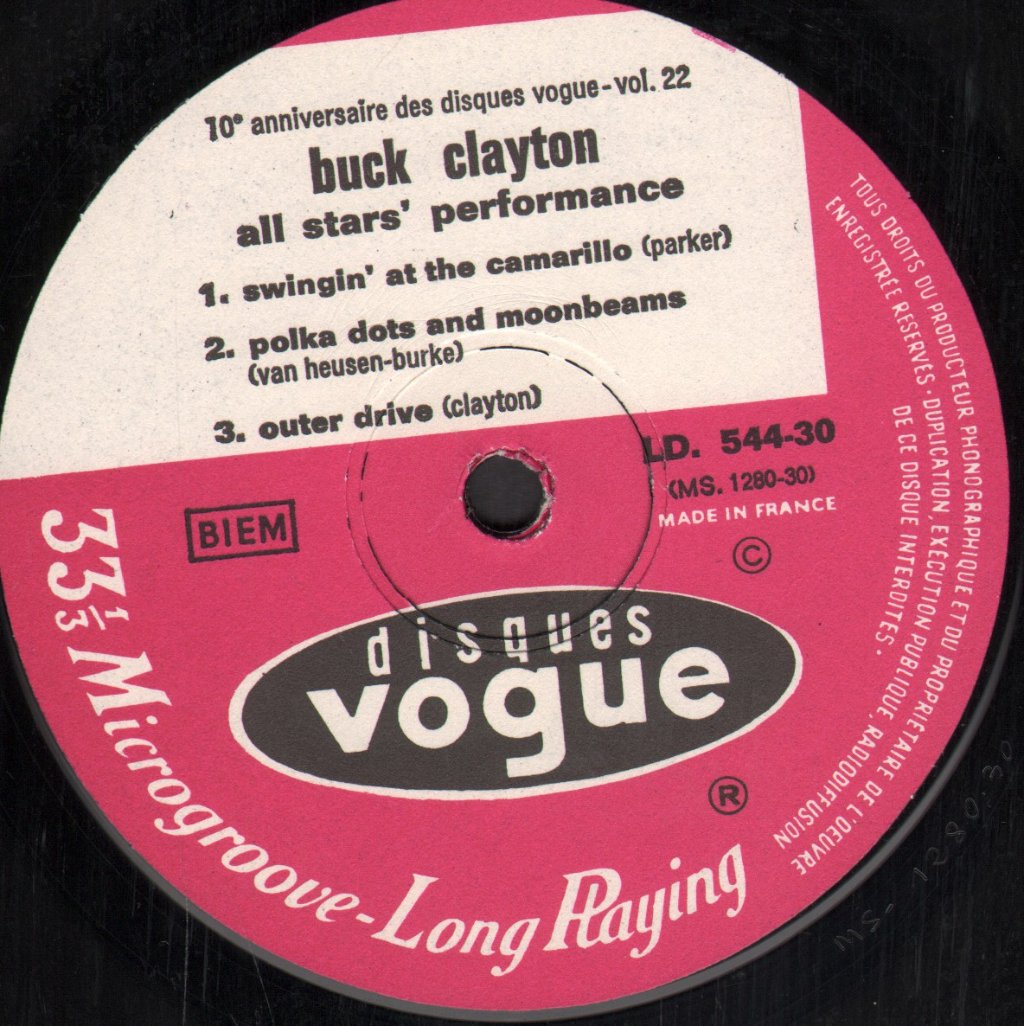 10e anniversaire des disques vogue-vol. 22
buck clayton
all stars' performance
1. swingin' at the camarillo (parker)
2. polka dots and moonbeams
(van heusen-burke)
3. outer drive (clayton)
LD. 544-30
(MS. 1280-30)
MADE IN FRANCE
©
BIEM
disques
vogue
®
33 1/3 Microgroove-Long Playing
TOUS DROITS DU PRODUCTEUR PHONOGRAPHIQUE ET DU PROPRIETAIRE DE L'OEUVRE
ENREGISTRÉE RESERVES. DUPLICATION, EXECUTION PUBLIQUE, RADIODIFFUSION
DE CE DISQUE INTERDITES.
MS. 1280.30